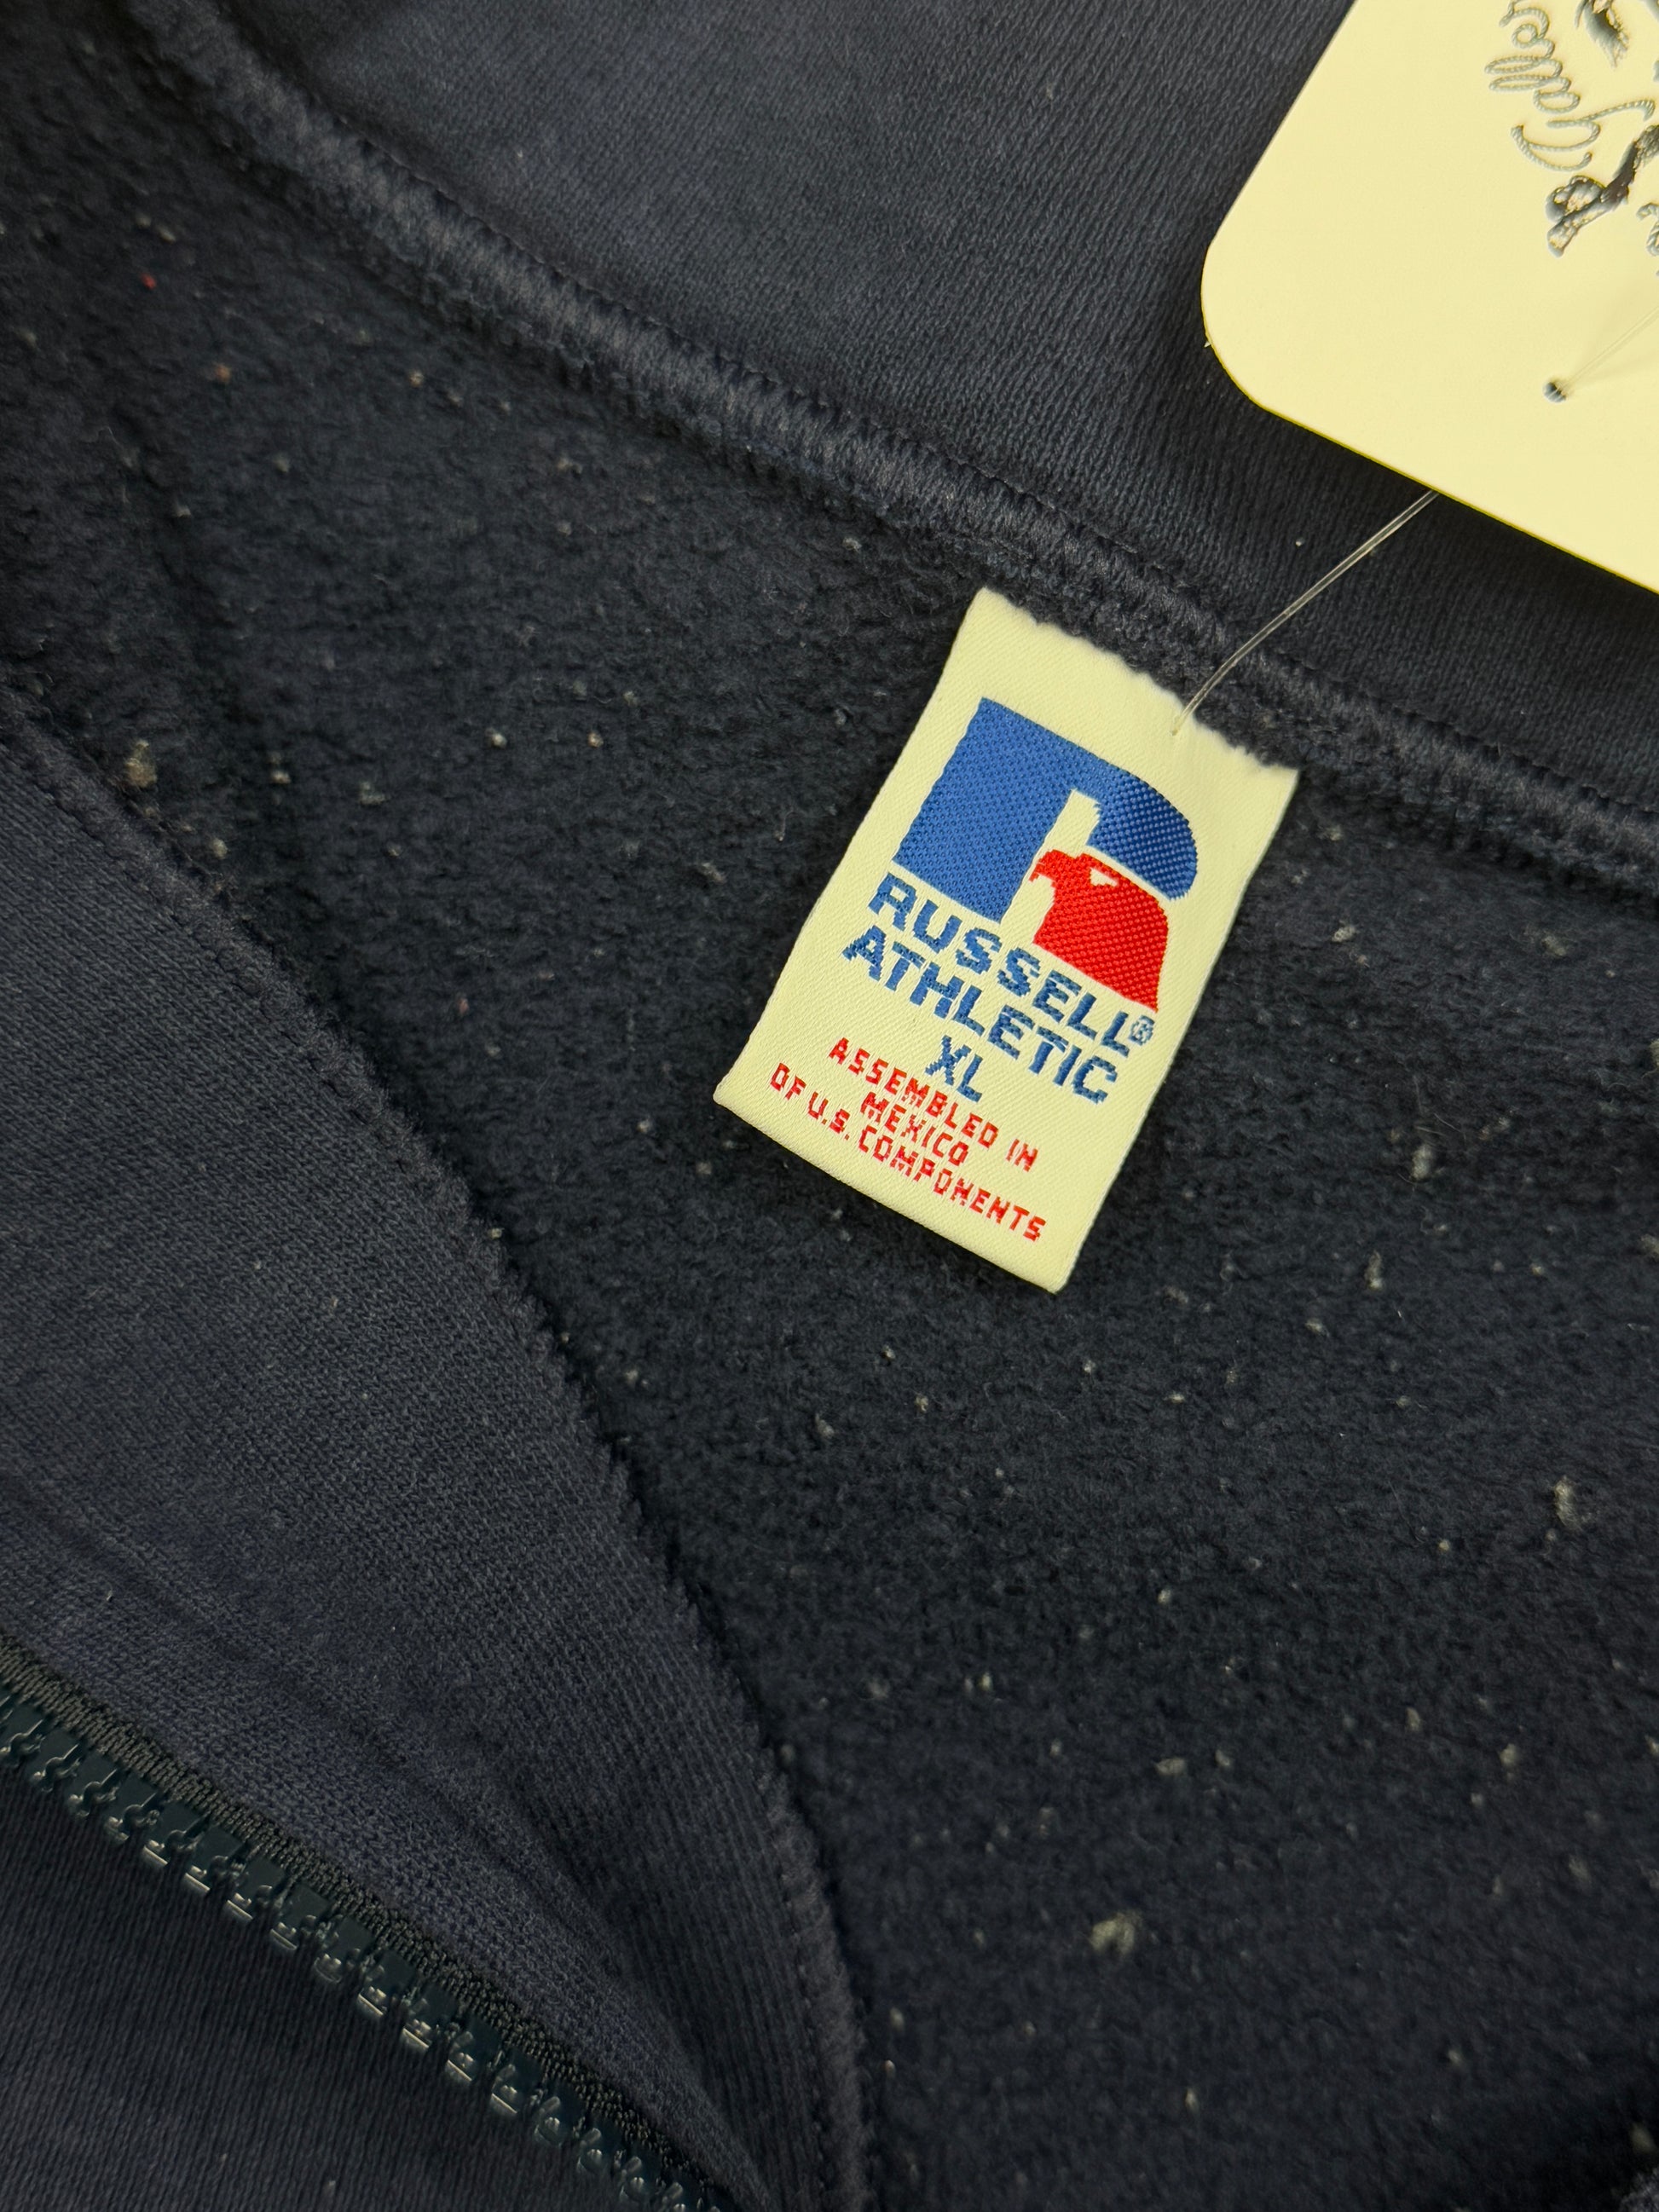 RUSSELL®
ATHLETIC
XL
ASSEMBLED IN
MEXICO
OF U.S. COMPONENTS